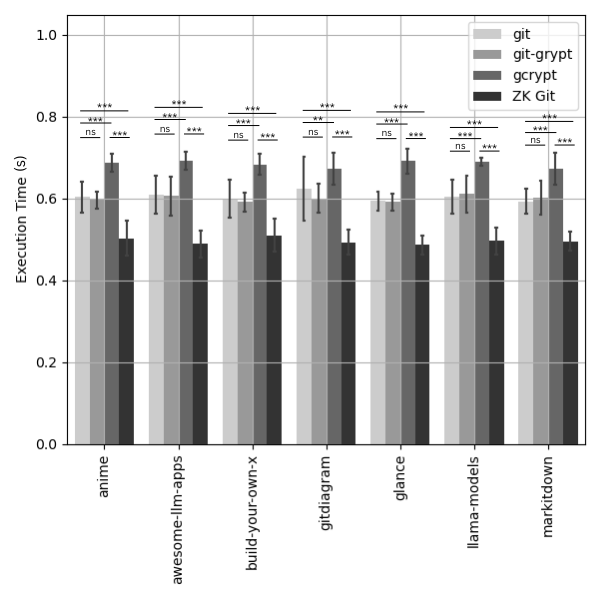 git
git-grypt
gcrypt
ZK Git
Execution Time (s)
1.0
0.8
0.6
0.4
0.2
0.0
***
***
ns
***
***
***
ns
***
***
***
ns
***
***
**
ns
***
***
***
ns
***
***
***
ns
***
***
***
ns
***
anime
awesome-llm-apps
build-your-own-x
gitdiagram
glance
llama-models
markitdown